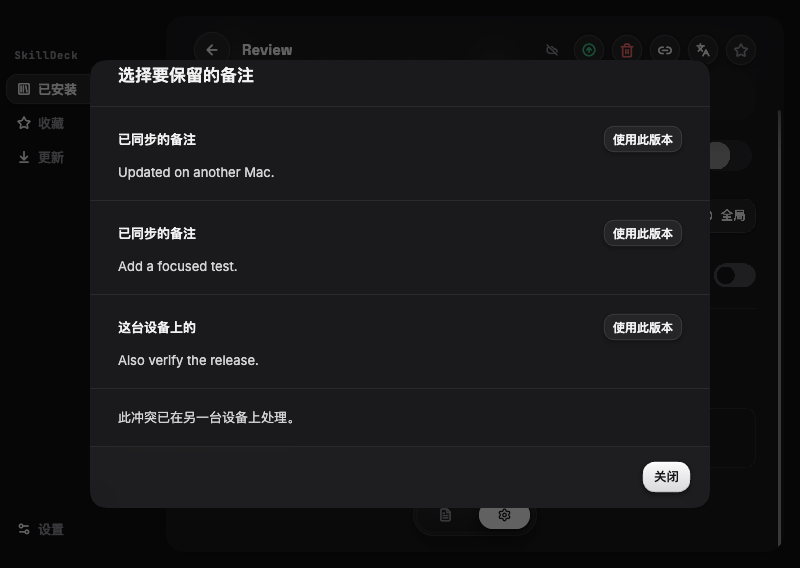 SkillDeck
Review
已安装
收藏
更新
选择要保留的备注
已同步的备注
使用此版本
Updated on another Mac.
已同步的备注
使用此版本
全局
Add a focused test.
这台设备上的
使用此版本
Also verify the release.
此冲突已在另一台设备上处理。
关闭
设置